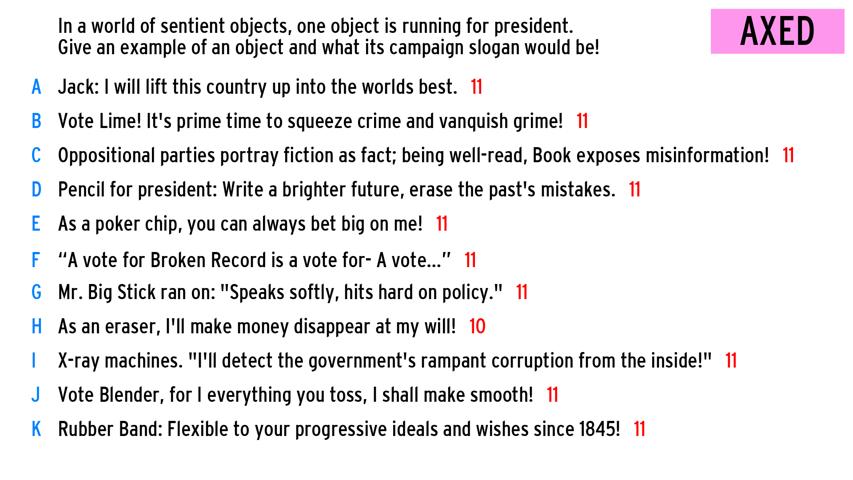 In a world of sentient objects, one object is running for president.
Give an example of an object and what its campaign slogan would be!
AXED
A Jack: I will lift this country up into the worlds best. 11
B Vote Lime! It's prime time to squeeze crime and vanquish grime! 11
C Oppositional parties portray fiction as fact; being well-read, Book exposes misinformation! 11
D Pencil for president: Write a brighter future, erase the past's mistakes. 11
E As a poker chip, you can always bet big on me! 11
F “A vote for Broken Record is a vote for- A vote...” 11
G Mr. Big Stick ran on: "Speaks softly, hits hard on policy." 11
H As an eraser, I'll make money disappear at my will! 10
I X-ray machines. "I'll detect the government's rampant corruption from the inside!" 11
J Vote Blender, for I everything you toss, I shall make smooth! 11
K Rubber Band: Flexible to your progressive ideals and wishes since 1845! 11